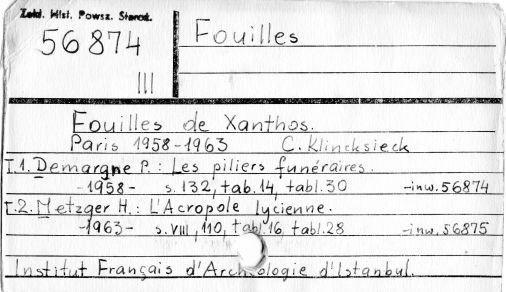 Zakł. Hist. Powsz. Staroż.
56874
III
Fouilles
Fouilles de Xanthos.
Paris 1958-1963 C. Klincksieck
T.1. Demargne P.: Les piliers funéraires.
-1958- s. 132, tab. 14, tabl. 30 -inw. 56874
T.2. Metzger H.: L'Acropole lycienne.
-1963- s. VIII, 110, tab. 16 tabl. 28 -inw. 56875
Institut Français d'Archéologie d'Istanbul.